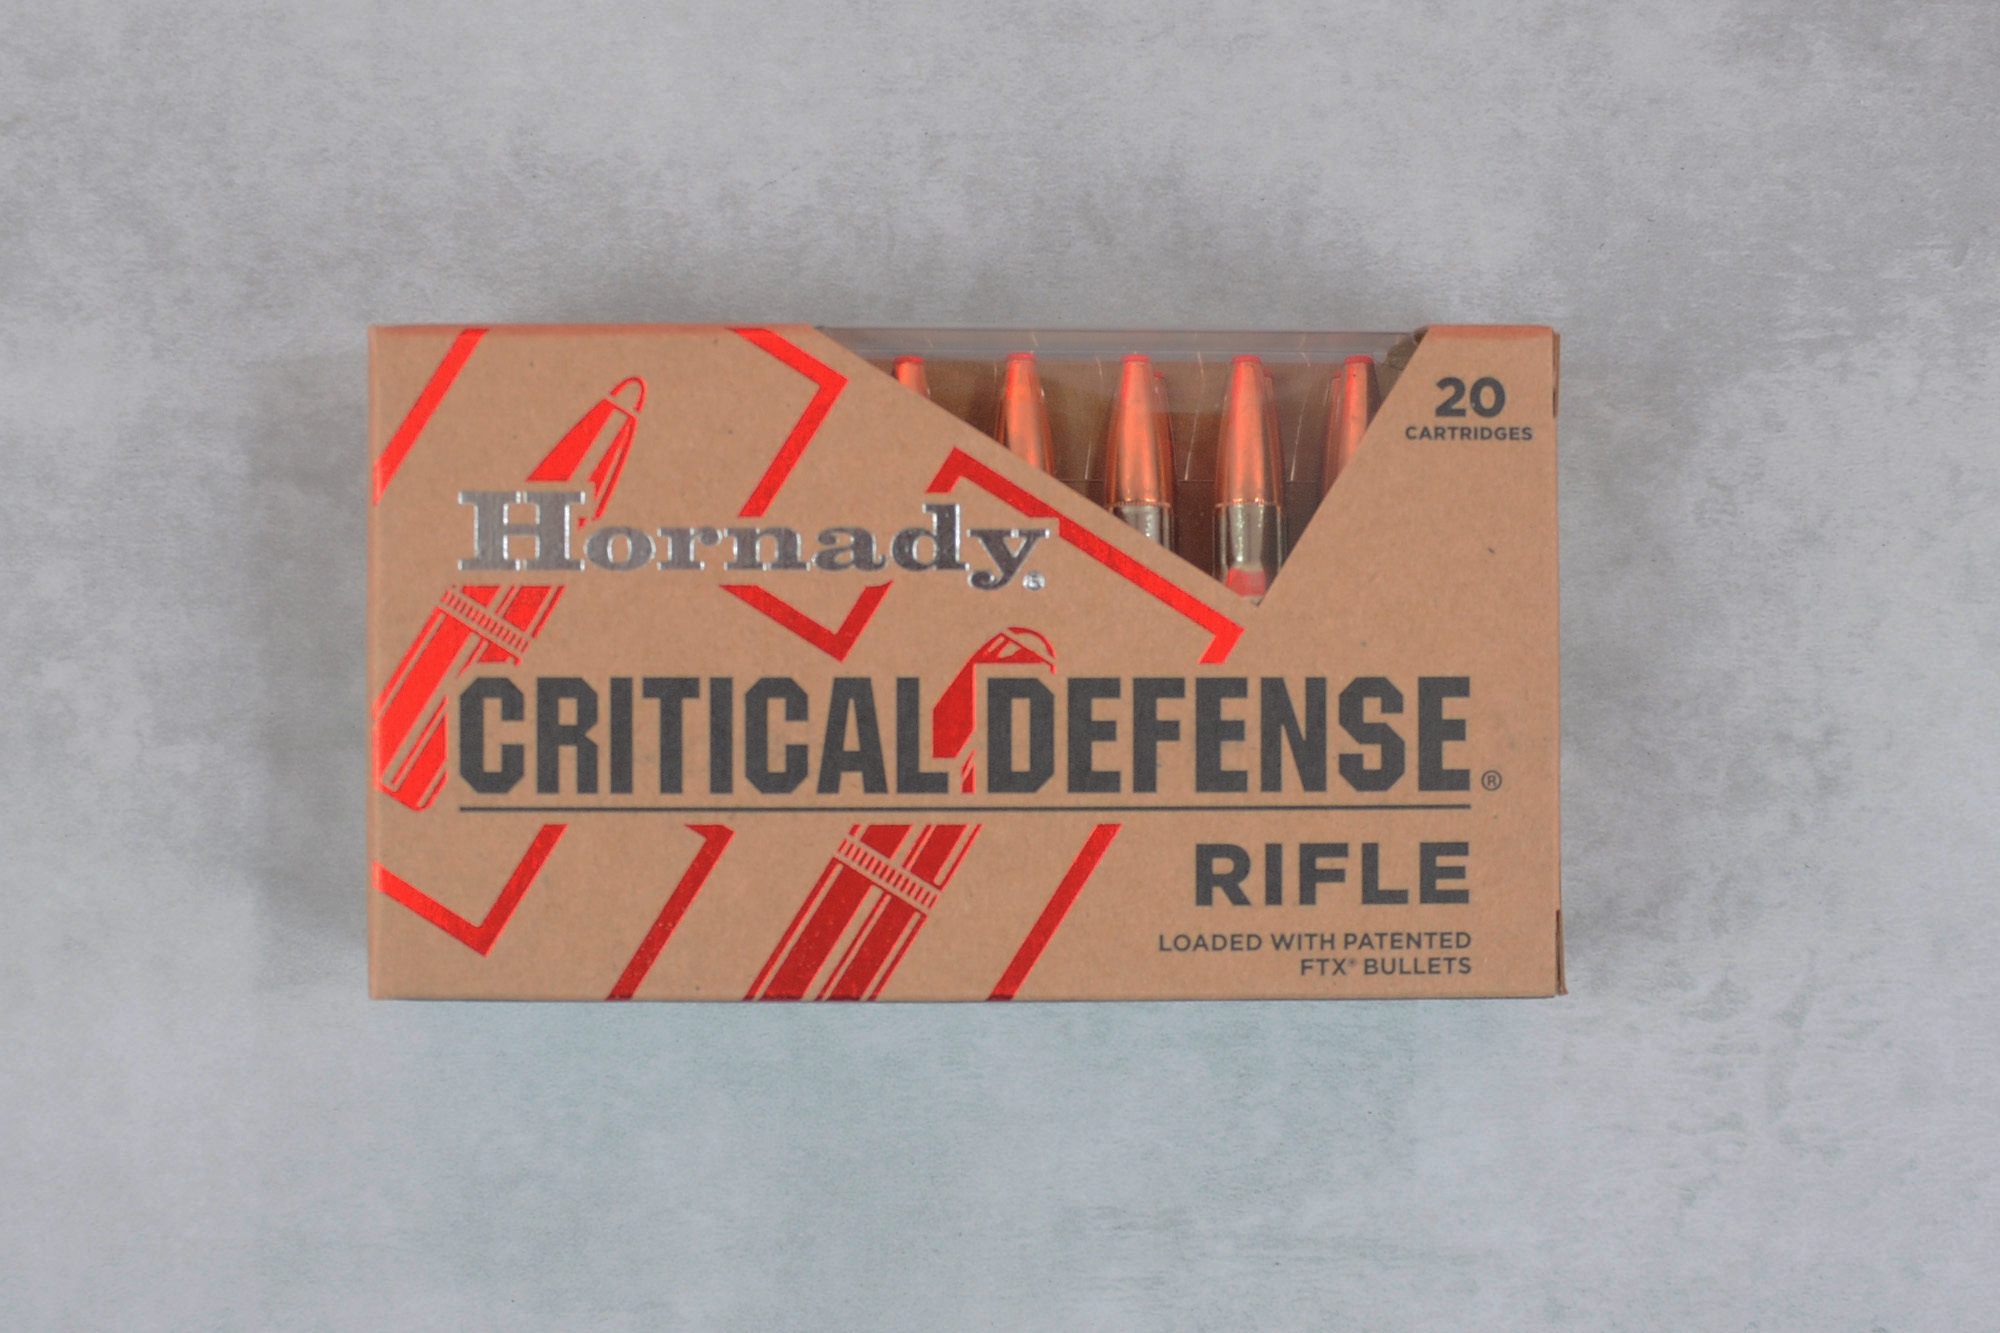 20
CARTRIDGES
Hornady®
CRITICAL DEFENSE®
RIFLE
LOADED WITH PATENTED
FTX® BULLETS